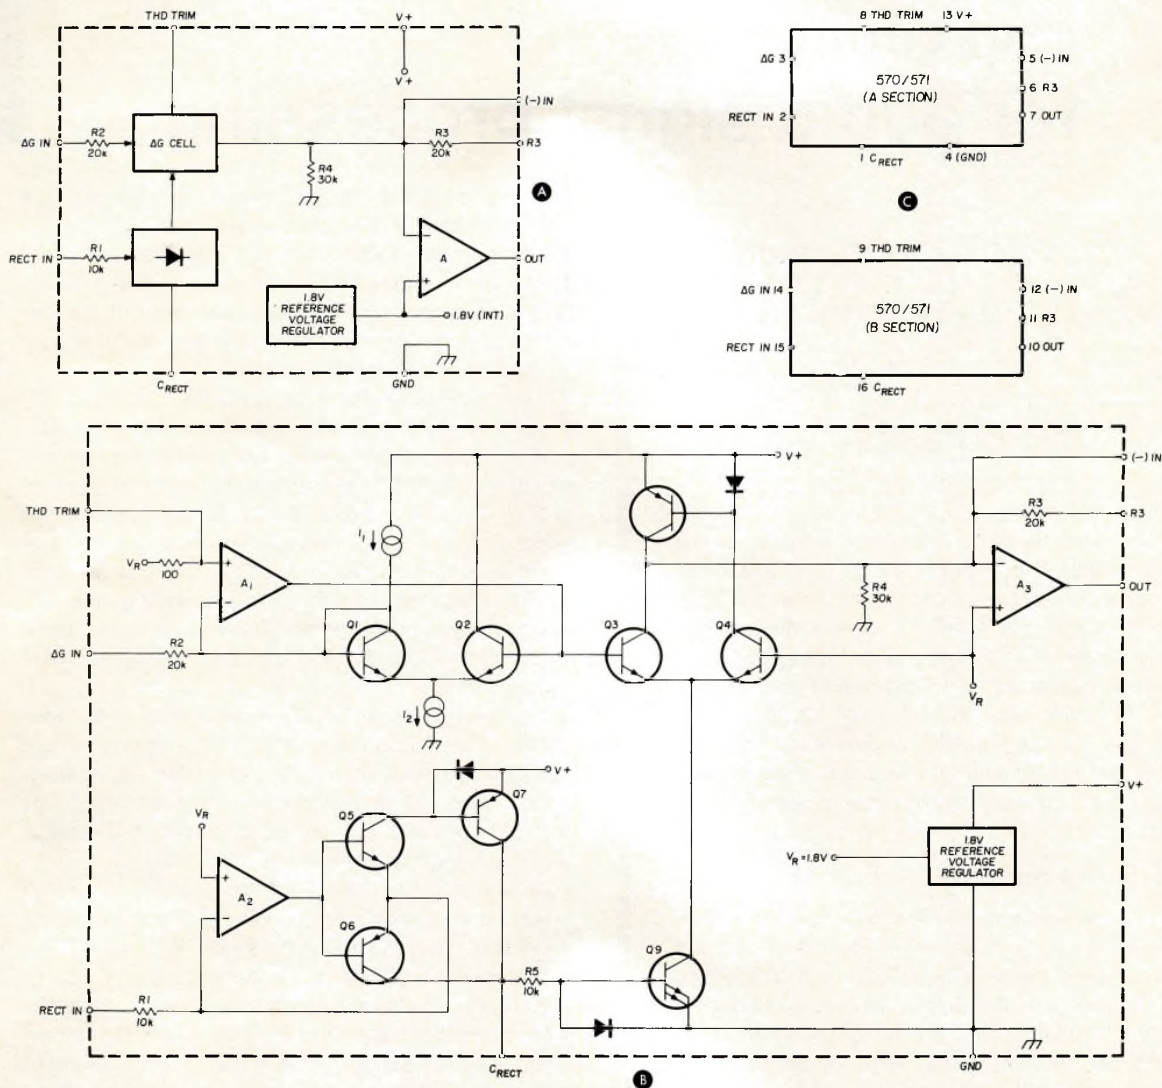 THD TRIM
V+
V+
(-) IN
ΔG IN
R2
20k
ΔG CELL
R3
20k
R3
R4
30k
A
RECT IN
R1
10k
A
OUT
1.8V
REFERENCE
VOLTAGE
REGULATOR
1.8V (INT)
CRECT
GND
8 THD TRIM
13 V+
ΔG 3
5 (-) IN
570/571
(A SECTION)
6 R3
7 OUT
RECT IN 2
1 CRECT
4 (GND)
C
9 THD TRIM
ΔG IN 14
12 (-) IN
570/571
(B SECTION)
11 R3
10 OUT
RECT IN 15
16 CRECT
V+
(-) IN
THD TRIM
R3
20k
R3
I1
VR
100
A1
R4
30k
A3
OUT
Q1
Q2
Q3
Q4
ΔG IN
R2
20k
VR
I2
V+
Q7
V+
VR
Q5
1.8V
REFERENCE
VOLTAGE
REGULATOR
VR=1.8V
A2
Q6
Q9
R5
10k
RECT IN
R1
10k
CRECT
GND
B